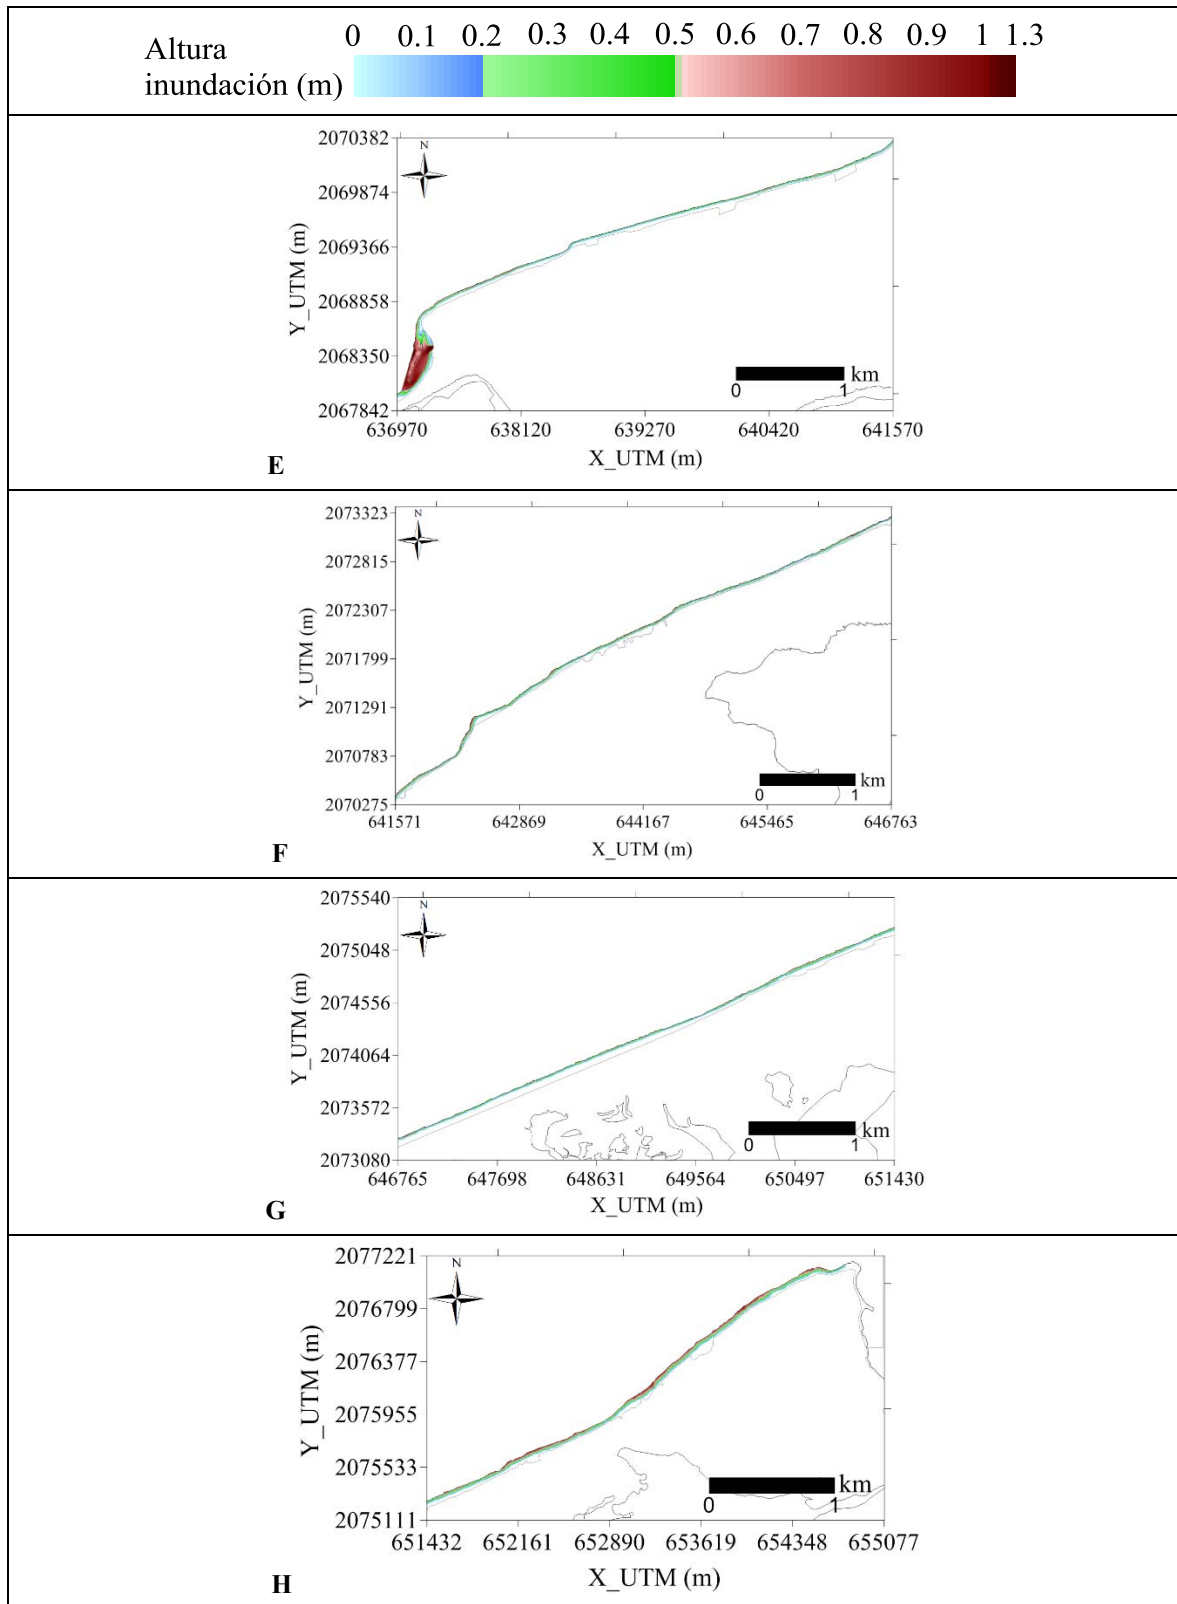 Altura
inundación (m)
0 0.1 0.2 0.3 0.4 0.5 0.6 0.7 0.8 0.9 1 1.3
N
2070382
2069874
2069366
2068858
2068350
2067842
Y_UTM (m)
km
0 1
636970 638120 639270 640420 641570
X_UTM (m)
E
N
2073323
2072815
2072307
2071799
2071291
2070783
2070275
Y_UTM (m)
km
0 1
641571 642869 644167 645465 646763
X_UTM (m)
F
N
2075540
2075048
2074556
2074064
2073572
2073080
Y_UTM (m)
km
0 1
646765 647698 648631 649564 650497 651430
X_UTM (m)
G
N
2077221
2076799
2076377
2075955
2075533
2075111
Y_UTM (m)
km
0 1
651432 652161 652890 653619 654348 655077
X_UTM (m)
H